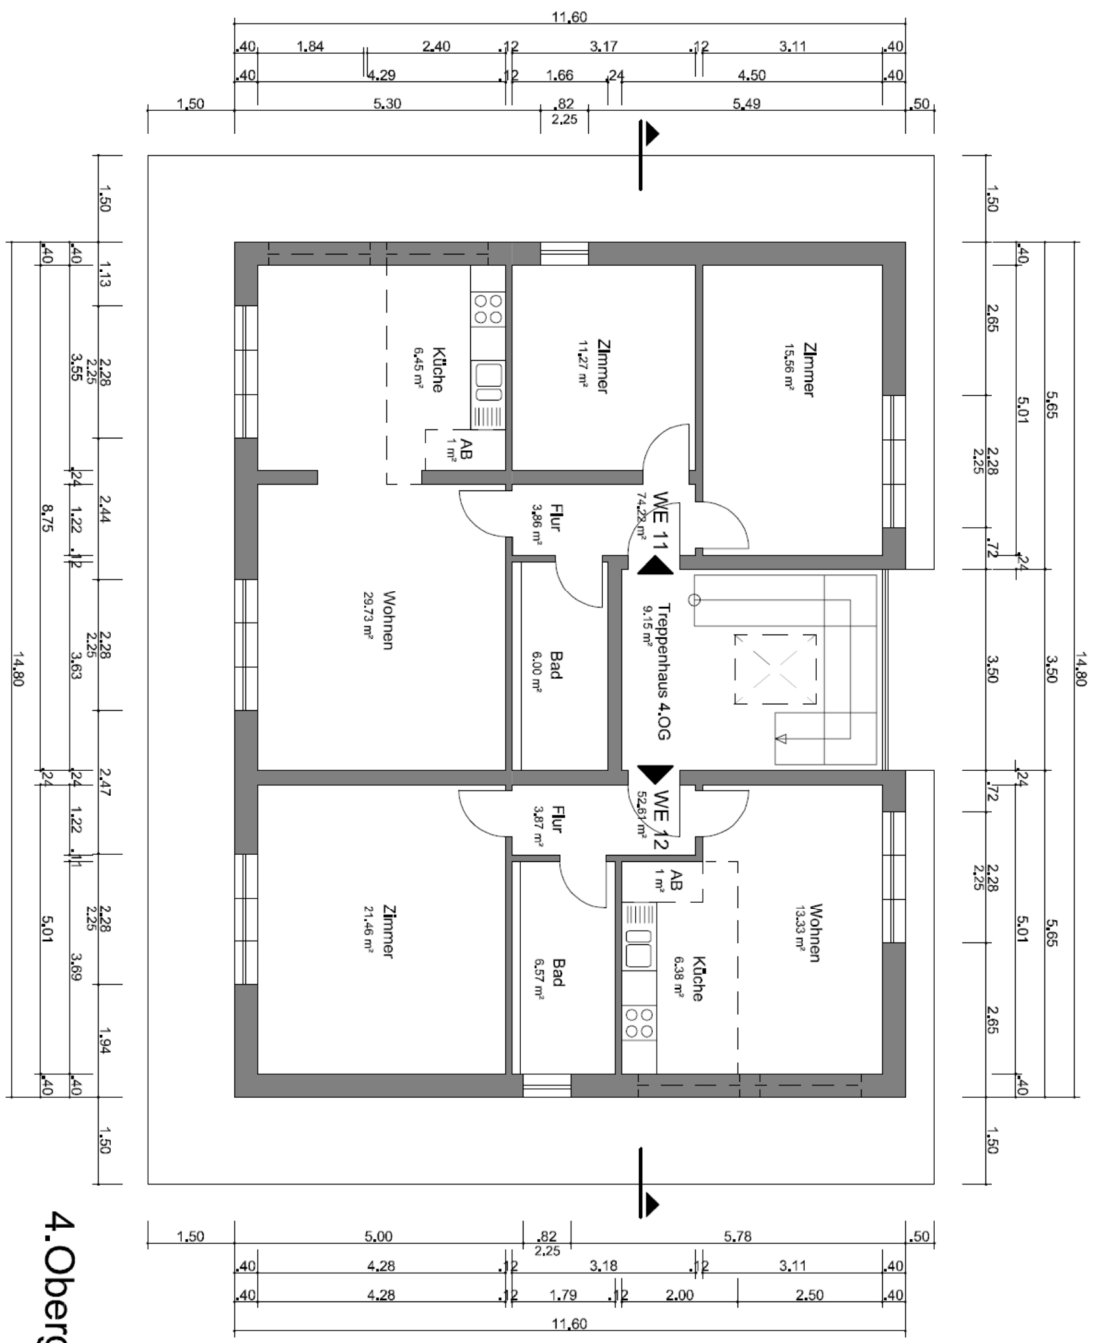 11.60
.40 1.84 2.40 .12 3.17 .12 3.11 .40
.40 4.29 .12 1.66 .24 4.50 .40
1.50 5.30 .82 5.49 .50
2.25
1.50
.40 1.13 2.28 3.55 .24 2.44 1.22 .12 2.28 3.63 .24 2.47 1.22 .11 2.28 3.69 1.94 .40
2.25
2.25
2.25
.40 8.75 .24 5.01 .40
14.80
1.50
1.50
.40 2.65 2.28 .72 .24 3.50 .24 .72 2.28 2.65 .40
2.25
2.25
5.01
5.01
5.65 3.50 5.65
14.80
1.50
Küche
6.45 m²
AB
1 m²
Zimmer
11.27 m²
Zimmer
15.56 m²
WE 11
74.22 m²
Flur
3.86 m²
Wohnen
29.73 m²
Bad
6.00 m²
Treppenhaus 4.OG
9.15 m²
WE 12
52.61 m²
Flur
3.87 m²
Zimmer
21.46 m²
Bad
6.57 m²
AB
1 m²
Küche
6.38 m²
Wohnen
13.33 m²
1.50 5.00 .82 5.78 .50
2.25
.40 4.28 .12 3.18 .12 3.11 .40
.40 4.28 .12 1.79 .12 2.00 2.50 .40
11.60
4.Oberg